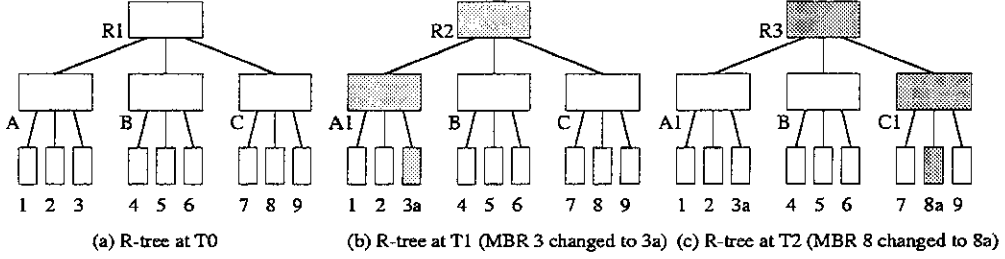 R1 R2 R3
A B C A1 B C A1 B C1
1 2 3 4 5 6 7 8 9 1 2 3a 4 5 6 7 8 9 1 2 3a 4 5 6 7 8a 9
(a) R-tree at T0 (b) R-tree at T1 (MBR 3 changed to 3a) (c) R-tree at T2 (MBR 8 changed to 8a)